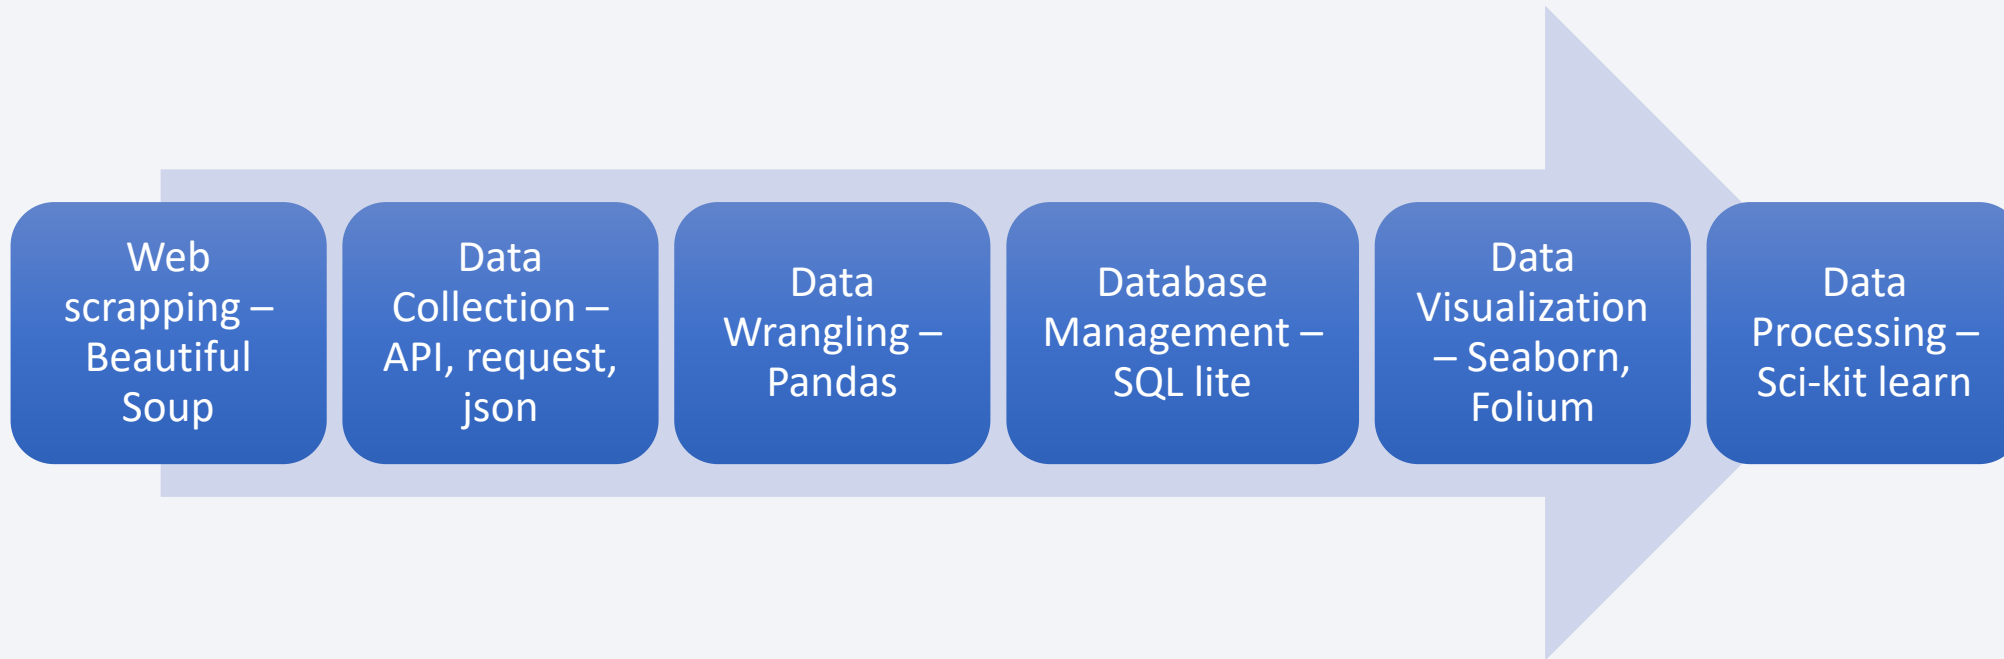 Web
scrapping –
Beautiful
Soup
Data
Collection –
API, request,
json
Data
Wrangling –
Pandas
Database
Management –
SQL lite
Data
Visualization
– Seaborn,
Folium
Data
Processing –
Sci-kit learn